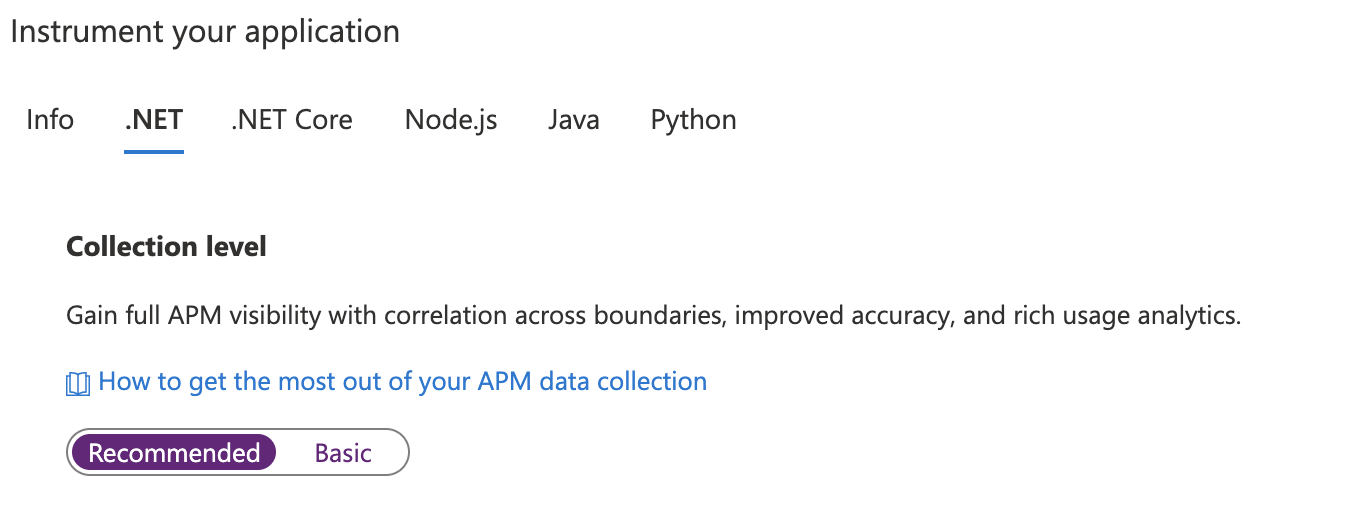 Instrument your application
Info .NET .NET Core Node.js Java Python
Collection level
Gain full APM visibility with correlation across boundaries, improved accuracy, and rich usage analytics.
How to get the most out of your APM data collection
Recommended Basic